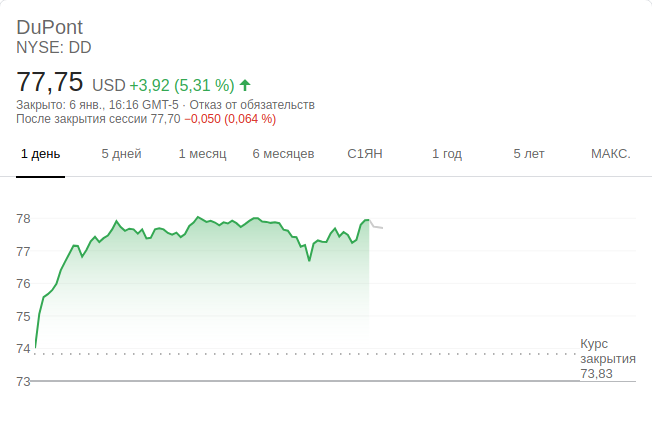 DuPont
NYSE: DD
77,75 USD +3,92 (5,31 %)
Закрыто: 6 янв., 16:16 GMT-5 · Отказ от обязательств
После закрытия сессии 77,70 −0,050 (0,064 %)
1 день 5 дней 1 месяц 6 месяцев С1ЯН 1 год 5 лет МАКС.
78
77
76
75
74
73
Курс
закрытия
73,83